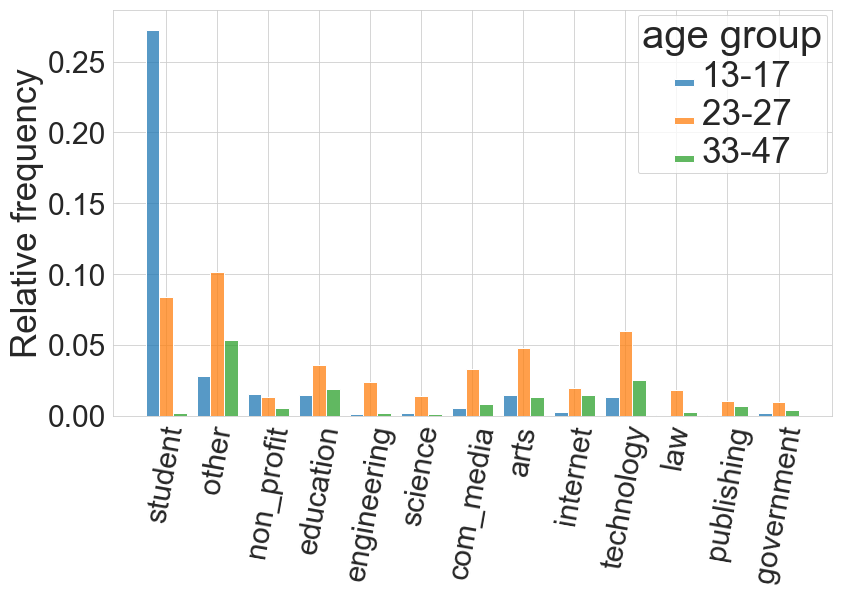 age group
13-17
23-27
33-47
Relative frequency
0.25
0.20
0.15
0.10
0.05
0.00
student
other
non_profit
education
engineering
science
com_media
arts
internet
technology
law
publishing
government